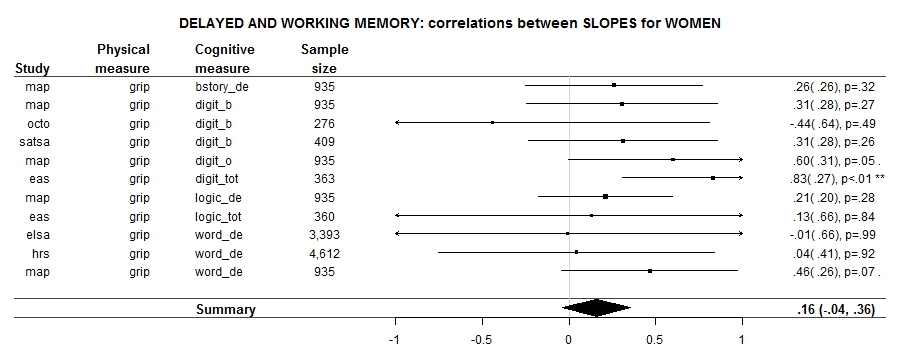 DELAYED AND WORKING MEMORY: correlations between SLOPES for WOMEN
Physical Cognitive Sample
Study measure measure size
map grip bstory_de 935 .26( .26), p=.32
map grip digit_b 935 .31( .28), p=.27
octo grip digit_b 276 -.44( .64), p=.49
satsa grip digit_b 409 .31( .28), p=.26
map grip digit_o 935 .60( .31), p=.05 .
eas grip digit_tot 363 .83( .27), p<.01 **
map grip logic_de 935 .21( .20), p=.28
eas grip logic_tot 360 .13( .66), p=.84
elsa grip word_de 3,393 -.01( .66), p=.99
hrs grip word_de 4,612 .04( .41), p=.92
map grip word_de 935 .46( .26), p=.07 .
Summary .16 (-.04, .36)
-1 -0.5 0 0.5 1